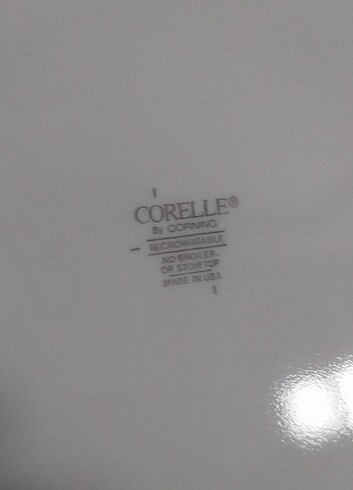 CORELLE®
By CORNING
MICROWAVABLE
NO BROILER
OR STOVETOP
MADE IN USA